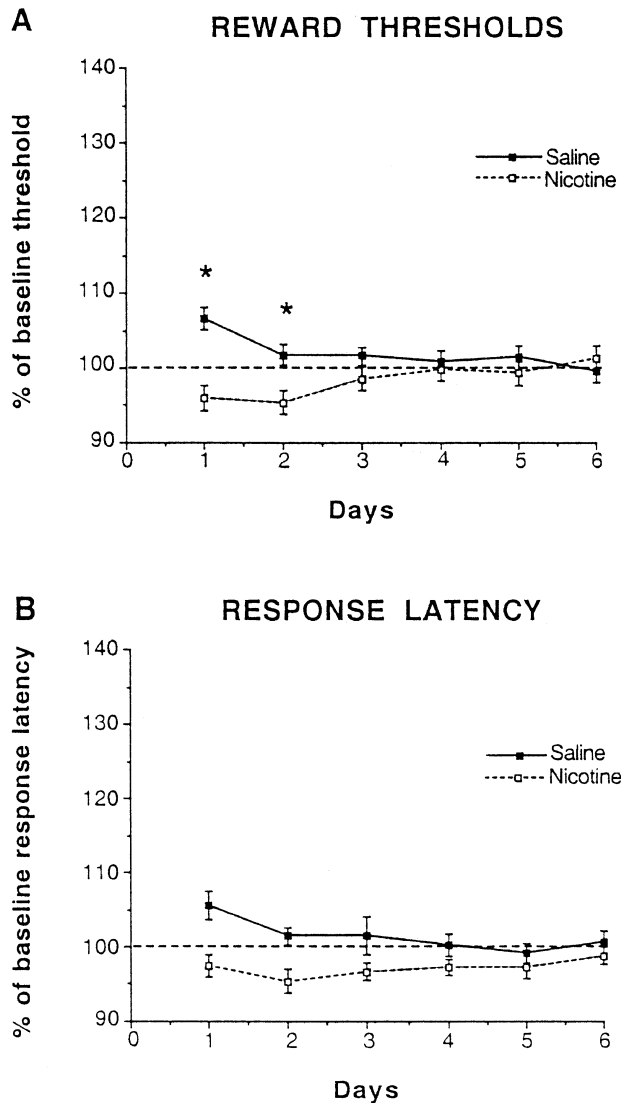 A
REWARD THRESHOLDS
% of baseline threshold
140
130
120
110
100
90
Saline
Nicotine
*
*
0 1 2 3 4 5 6
Days
B
RESPONSE LATENCY
% of baseline response latency
140
130
120
110
100
90
Saline
Nicotine
0 1 2 3 4 5 6
Days